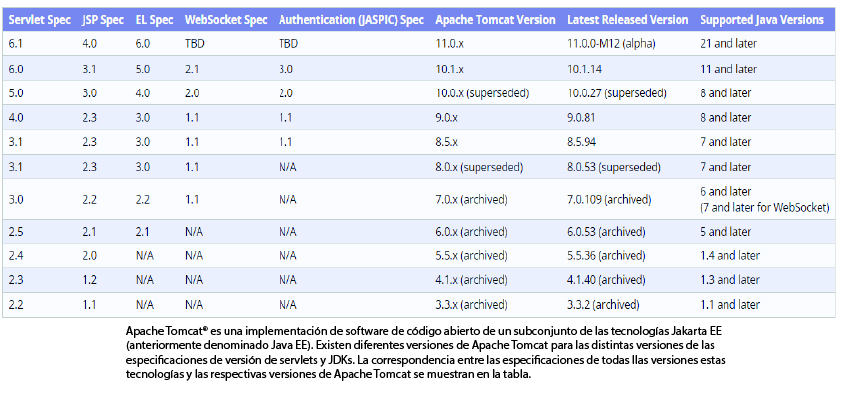 Servlet Spec JSP Spec EL Spec WebSocket Spec Authentication (JASPIC) Spec Apache Tomcat Version Latest Released Version Supported Java Versions
6.1 4.0 6.0 TBD TBD 11.0.x 11.0.0-M12 (alpha) 21 and later
6.0 3.1 5.0 2.1 3.0 10.1.x 10.1.14 11 and later
5.0 3.0 4.0 2.0 2.0 10.0.x (superseded) 10.0.27 (superseded) 8 and later
4.0 2.3 3.0 1.1 1.1 9.0.x 9.0.81 8 and later
3.1 2.3 3.0 1.1 1.1 8.5.x 8.5.94 7 and later
3.1 2.3 3.0 1.1 N/A 8.0.x (superseded) 8.0.53 (superseded) 7 and later
3.0 2.2 2.2 1.1 N/A 7.0.x (archived) 7.0.109 (archived) 6 and later
(7 and later for WebSocket)
2.5 2.1 2.1 N/A N/A 6.0.x (archived) 6.0.53 (archived) 5 and later
2.4 2.0 N/A N/A N/A 5.5.x (archived) 5.5.36 (archived) 1.4 and later
2.3 1.2 N/A N/A N/A 4.1.x (archived) 4.1.40 (archived) 1.3 and later
2.2 1.1 N/A N/A N/A 3.3.x (archived) 3.3.2 (archived) 1.1 and later
Apache Tomcat® es una implementación de software de código abierto de un subconjunto de las tecnologías Jakarta EE
(anteriormente denominado Java EE). Existen diferentes versiones de Apache Tomcat para las distintas versiones de las
especificaciones de versión de servlets y JDKs. La correspondencia entre las especificaciones de todas llas versiones estas
tecnologías y las respectivas versiones de Apache Tomcat se muestran en la tabla.